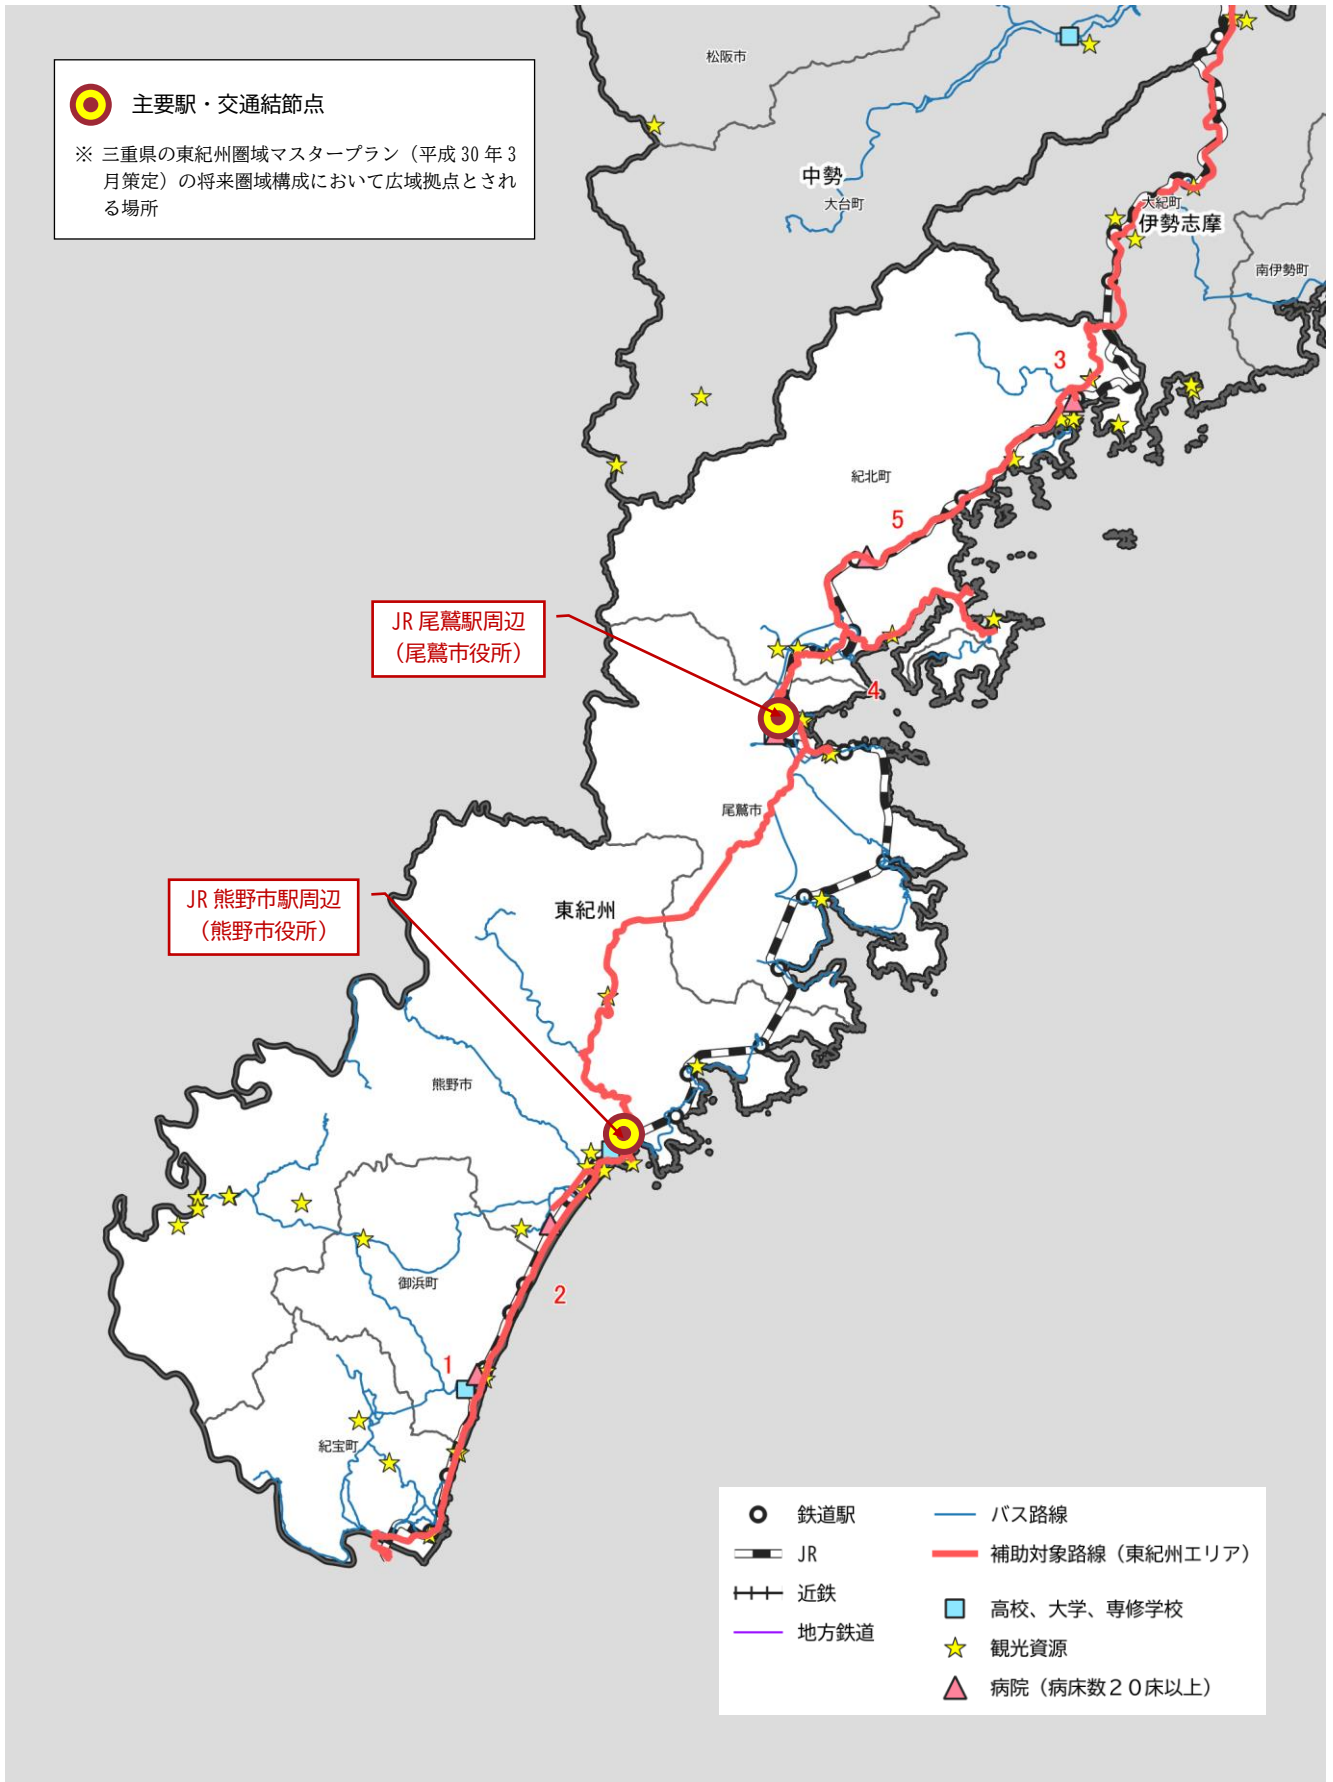 主要駅・交通結節点
※ 三重県の東紀州圏域マスタープラン（平成 30 年 3
月策定）の将来圏域構成において広域拠点とされ
る場所
松阪市
中勢
大台町
大紀町
伊勢志摩
南伊勢町
3
紀北町
5
JR 尾鷲駅周辺
（尾鷲市役所）
4
尾鷲市
JR 熊野市駅周辺
（熊野市役所）
東紀州
熊野市
御浜町
2
1
紀宝町
鉄道駅
JR
近鉄
地方鉄道
バス路線
補助対象路線（東紀州エリア）
高校、大学、専修学校
観光資源
病院（病床数２０床以上）